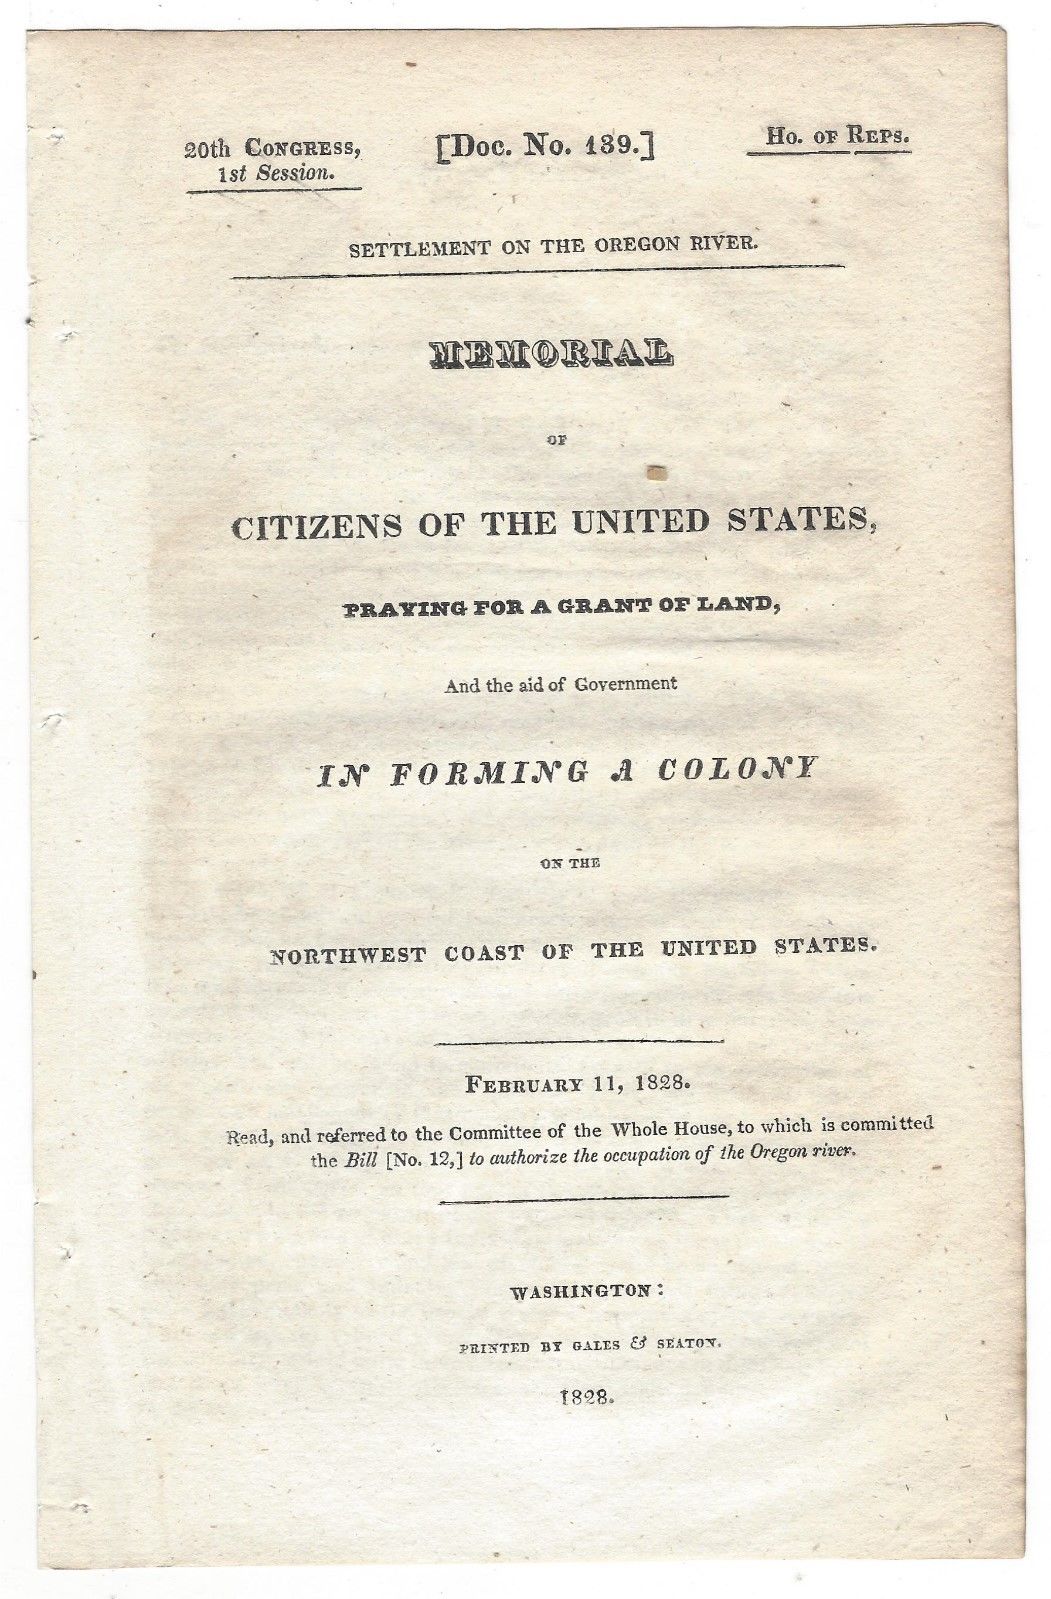 20th Congress, [Doc. No. 139.] Ho. of Reps.
1st Session.
SETTLEMENT ON THE OREGON RIVER.
MEMORIAL
OF
CITIZENS OF THE UNITED STATES,
PRAYING FOR A GRANT OF LAND,
And the aid of Government
IN FORMING A COLONY
ON THE
NORTHWEST COAST OF THE UNITED STATES.
February 11, 1828.
Read, and referred to the Committee of the Whole House, to which is committed
the Bill [No. 12,] to authorize the occupation of the Oregon river.
WASHINGTON:
PRINTED BY GALES & SEATON.
1828.